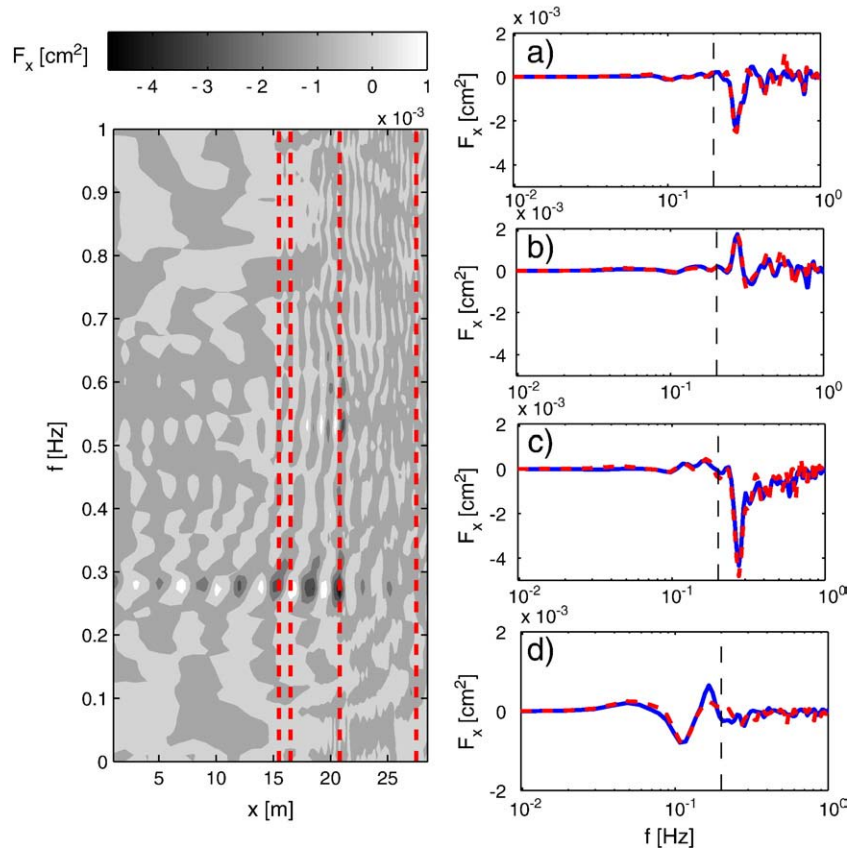 F_x [cm²]
-4 -3 -2 -1 0 1
x 10⁻³
1
0.9
0.8
0.7
0.6
0.5
0.4
0.3
0.2
0.1
0
f [Hz]
5 10 15 20 25
x [m]
x 10⁻³
a)
2
0
-2
-4
F_x [cm²]
10⁻² 10⁻¹ 10⁰
x 10⁻³
b)
2
0
-2
-4
F_x [cm²]
10⁻² 10⁻¹ 10⁰
x 10⁻³
c)
2
0
-2
-4
F_x [cm²]
10⁻² 10⁻¹ 10⁰
x 10⁻³
d)
2
0
-2
F_x [cm²]
10⁻² 10⁻¹ 10⁰
f [Hz]